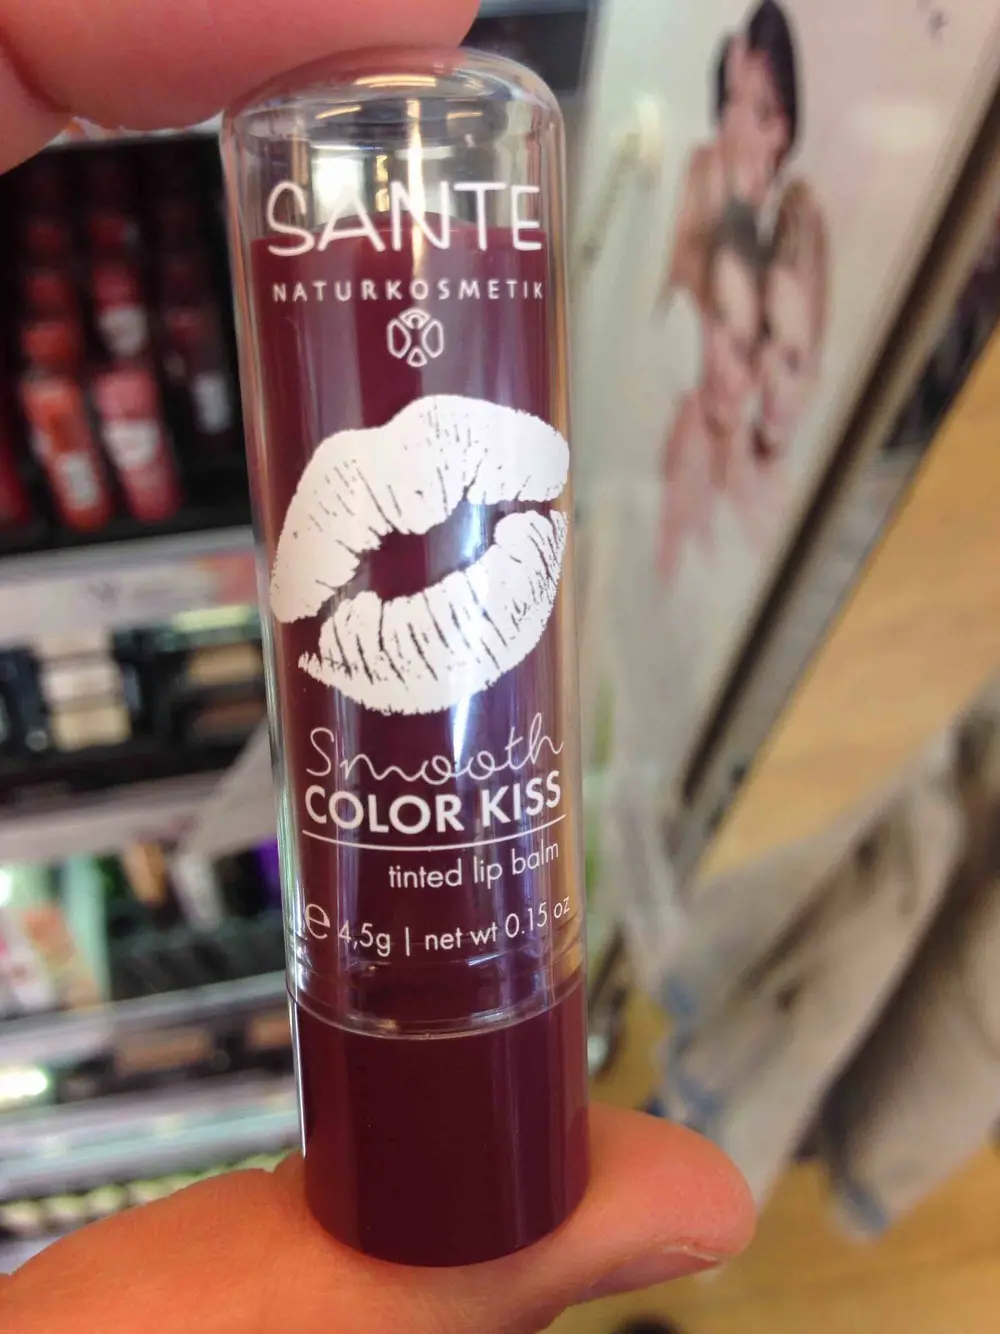 SANTE
NATURKOSMETIK
Smooth
COLOR KISS
tinted lip balm
℮ 4,5g | net wt 0.15 oz